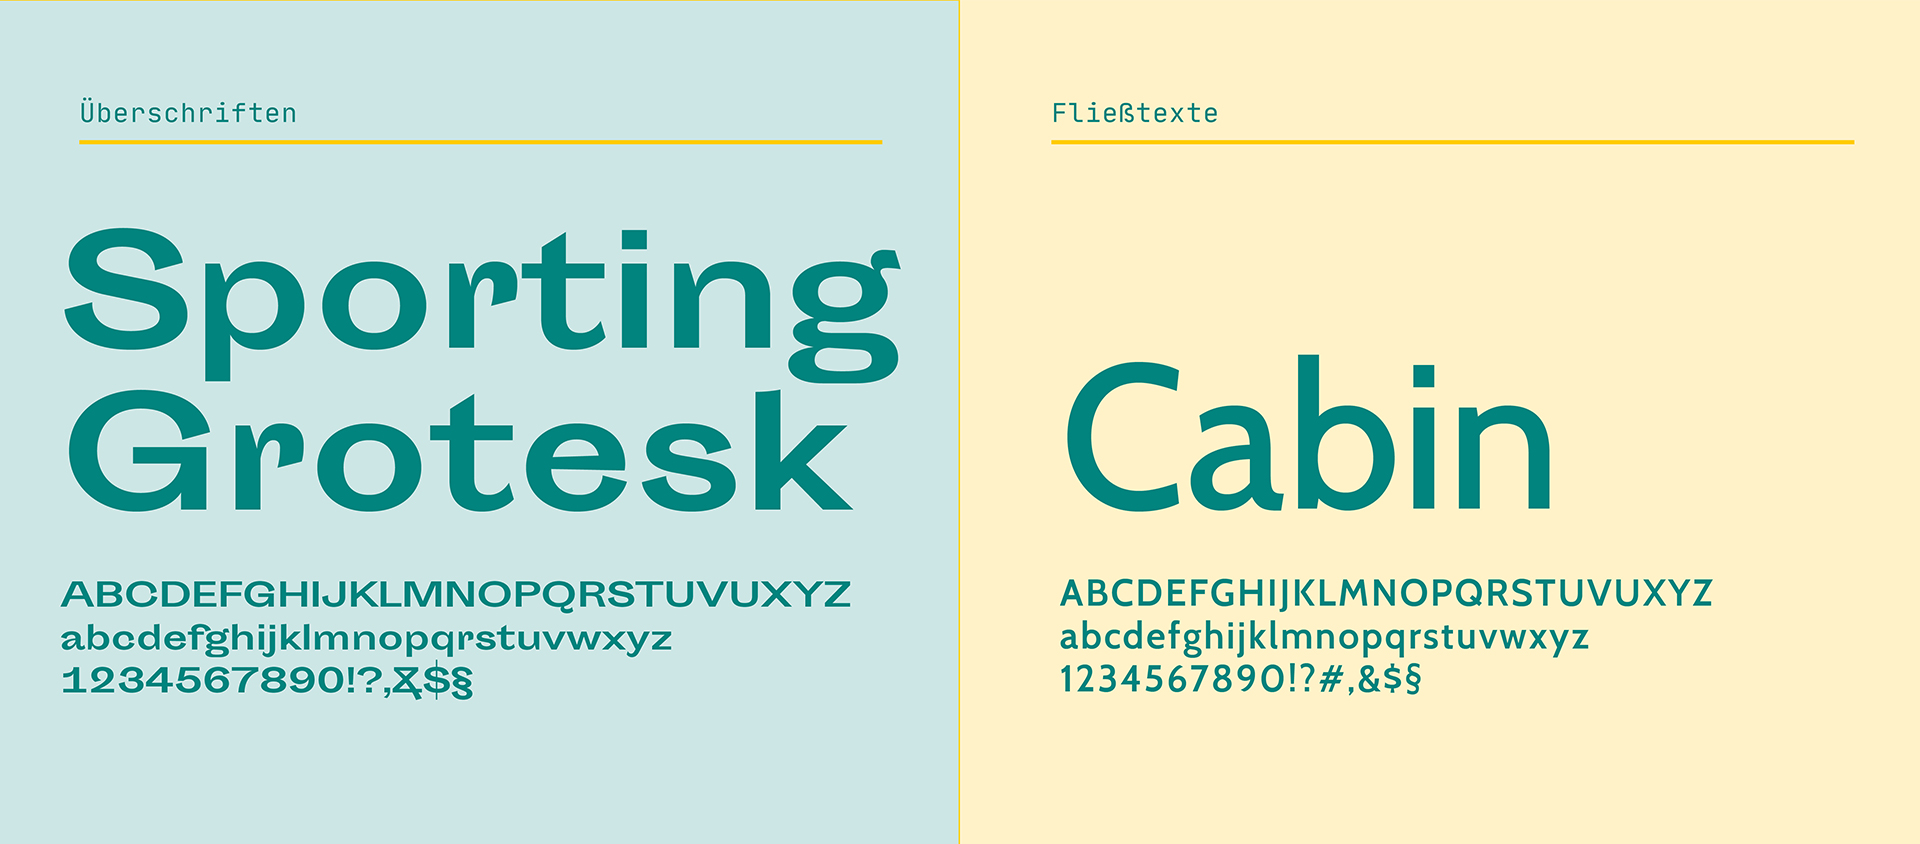 Überschriften
Sporting
Grotesk
ABCDEFGHIJKLMNOPQRSTUVUXYZ
abcdefghijklmnopqrstuvwxyz
1234567890!?,&$§
Fließtexte
Cabin
ABCDEFGHIJKLMNOPQRSTUVUXYZ
abcdefghijklmnopqrstuvwxyz
1234567890!?#,&$§